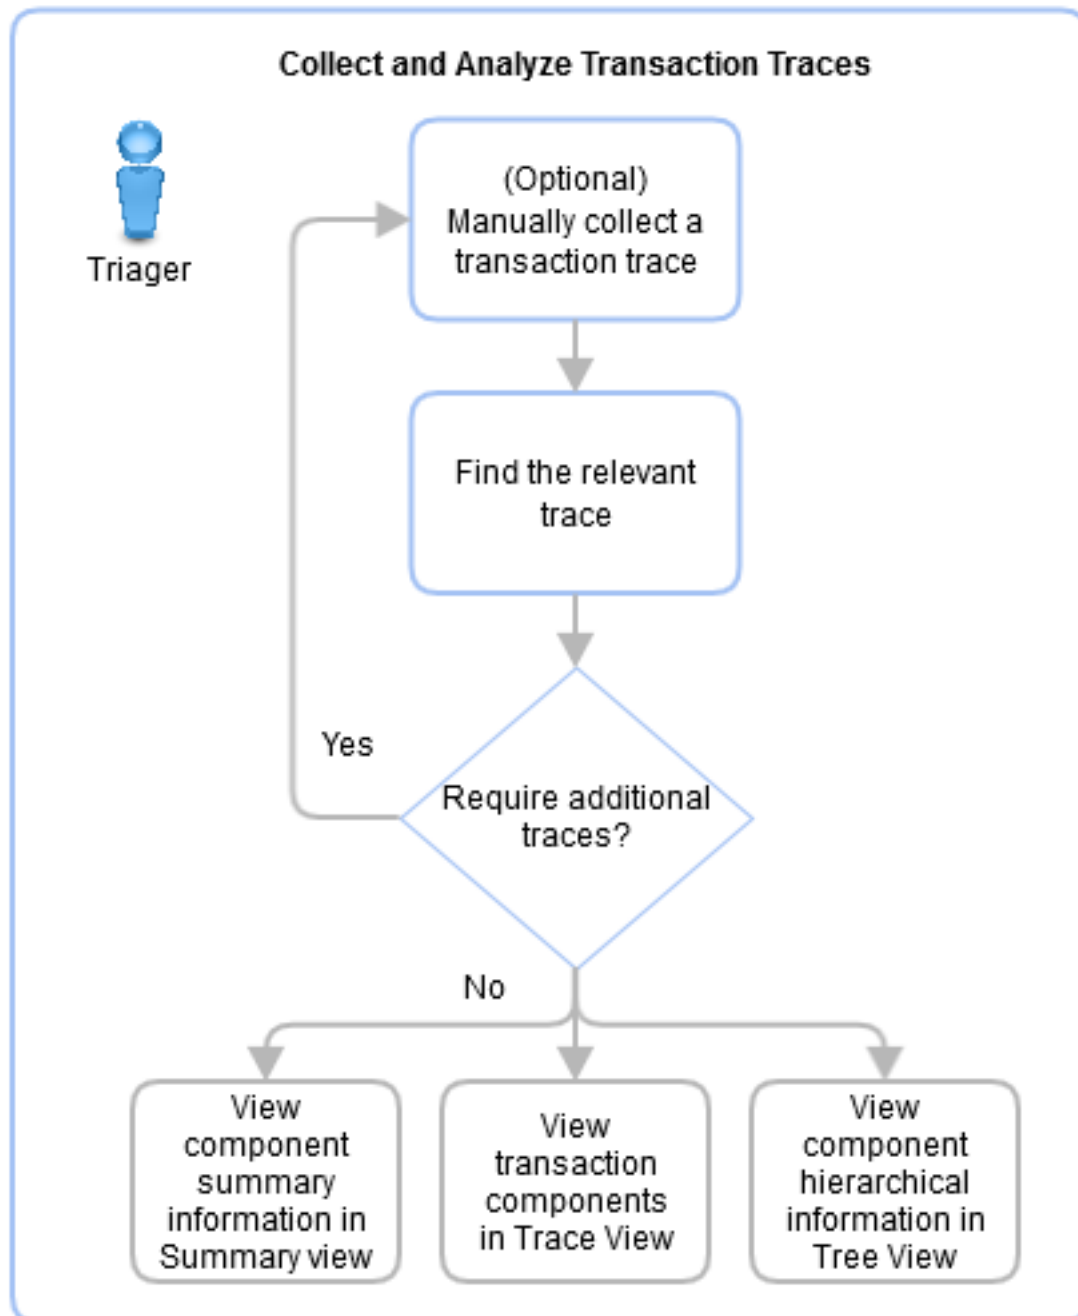 Collect and Analyze Transaction Traces
Triager
(Optional)
Manually collect a
transaction trace
Find the relevant
trace
Yes
Require additional
traces?
No
View
component
summary
information in
Summary view
View
transaction
components
in Trace View
View
component
hierarchical
information in
Tree View